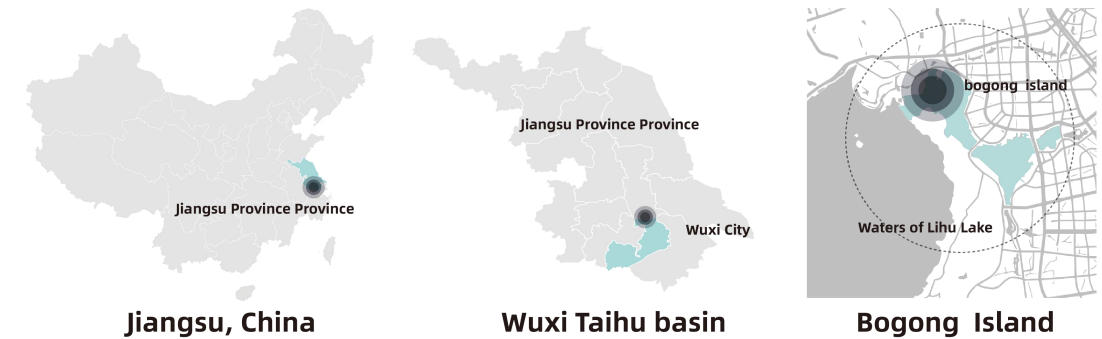 Jiangsu Province Province
Jiangsu, China
Jiangsu Province Province
Wuxi City
Wuxi Taihu basin
bogong island
Waters of Lihu Lake
Bogong Island